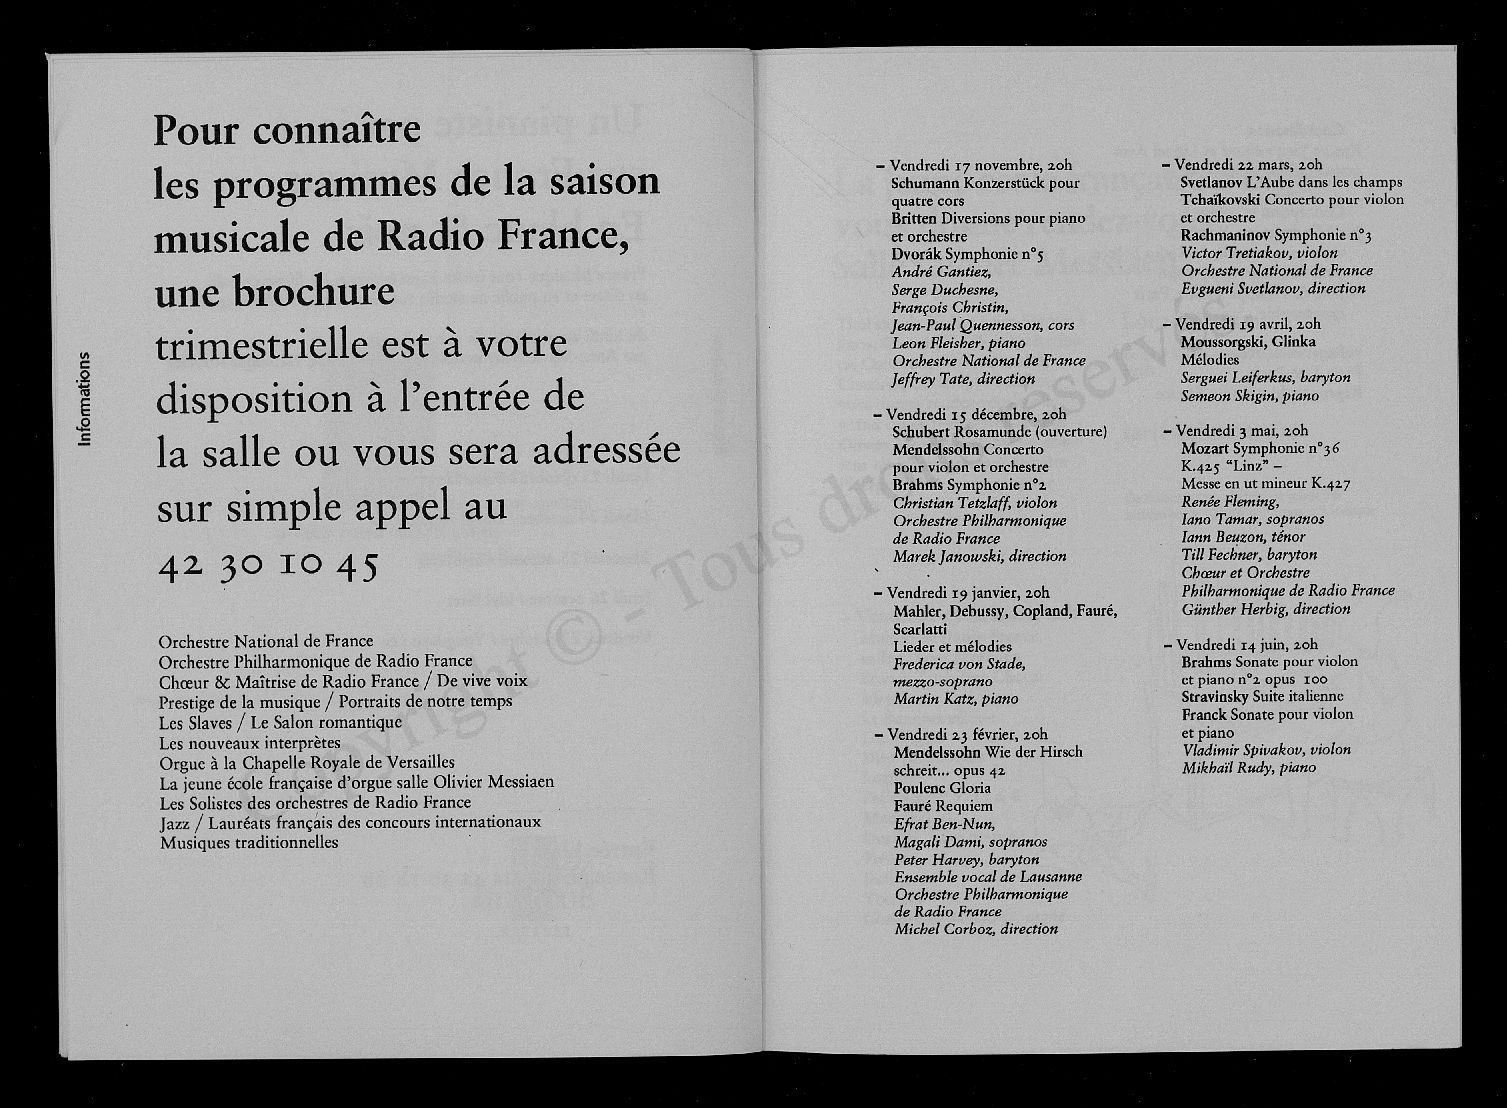 Informations
Pour connaître
les programmes de la saison
musicale de Radio France,
une brochure
trimestrielle est à votre
disposition à l'entrée de
la salle ou vous sera adressée
sur simple appel au
42 30 10 45
Orchestre National de France
Orchestre Philharmonique de Radio France
Chœur & Maîtrise de Radio France / De vive voix
Prestige de la musique / Portraits de notre temps
Les Slaves / Le Salon romantique
Les nouveaux interprètes
Orgue à la Chapelle Royale de Versailles
La jeune école française d'orgue salle Olivier Messiaen
Les Solistes des orchestres de Radio France
Jazz / Lauréats français des concours internationaux
Musiques traditionnelles
– Vendredi 17 novembre, 20h
Schumann Konzerstück pour
quatre cors
Britten Diversions pour piano
et orchestre
Dvorák Symphonie n°5
André Gantiez,
Serge Duchesne,
François Christin,
Jean-Paul Quennesson, cors
Leon Fleisher, piano
Orchestre National de France
Jeffrey Tate, direction
– Vendredi 15 décembre, 20h
Schubert Rosamunde (ouverture)
Mendelssohn Concerto
pour violon et orchestre
Brahms Symphonie n°2
Christian Tetzlaff, violon
Orchestre Philharmonique
de Radio France
Marek Janowski, direction
– Vendredi 19 janvier, 20h
Mahler, Debussy, Copland, Fauré,
Scarlatti
Lieder et mélodies
Frederica von Stade,
mezzo-soprano
Martin Katz, piano
– Vendredi 23 février, 20h
Mendelssohn Wie der Hirsch
schreit... opus 42
Poulenc Gloria
Fauré Requiem
Efrat Ben-Nun,
Magali Dami, sopranos
Peter Harvey, baryton
Ensemble vocal de Lausanne
Orchestre Philharmonique
de Radio France
Michel Corboz, direction
– Vendredi 22 mars, 20h
Svetlanov L'Aube dans les champs
Tchaïkovski Concerto pour violon
et orchestre
Rachmaninov Symphonie n°3
Victor Tretiakov, violon
Orchestre National de France
Evgueni Svetlanov, direction
– Vendredi 19 avril, 20h
Moussorgski, Glinka
Mélodies
Serguei Leiferkus, baryton
Semeon Skigin, piano
– Vendredi 3 mai, 20h
Mozart Symphonie n°36
K.425 "Linz" –
Messe en ut mineur K.427
Renée Fleming,
Iano Tamar, sopranos
Iann Beuzon, ténor
Till Fechner, baryton
Chœur et Orchestre
Philharmonique de Radio France
Günther Herbig, direction
– Vendredi 14 juin, 20h
Brahms Sonate pour violon
et piano n°2 opus 100
Stravinsky Suite italienne
Franck Sonate pour violon
et piano
Vladimir Spivakov, violon
Mikhaïl Rudy, piano
Copyright © - Tous droits réservés